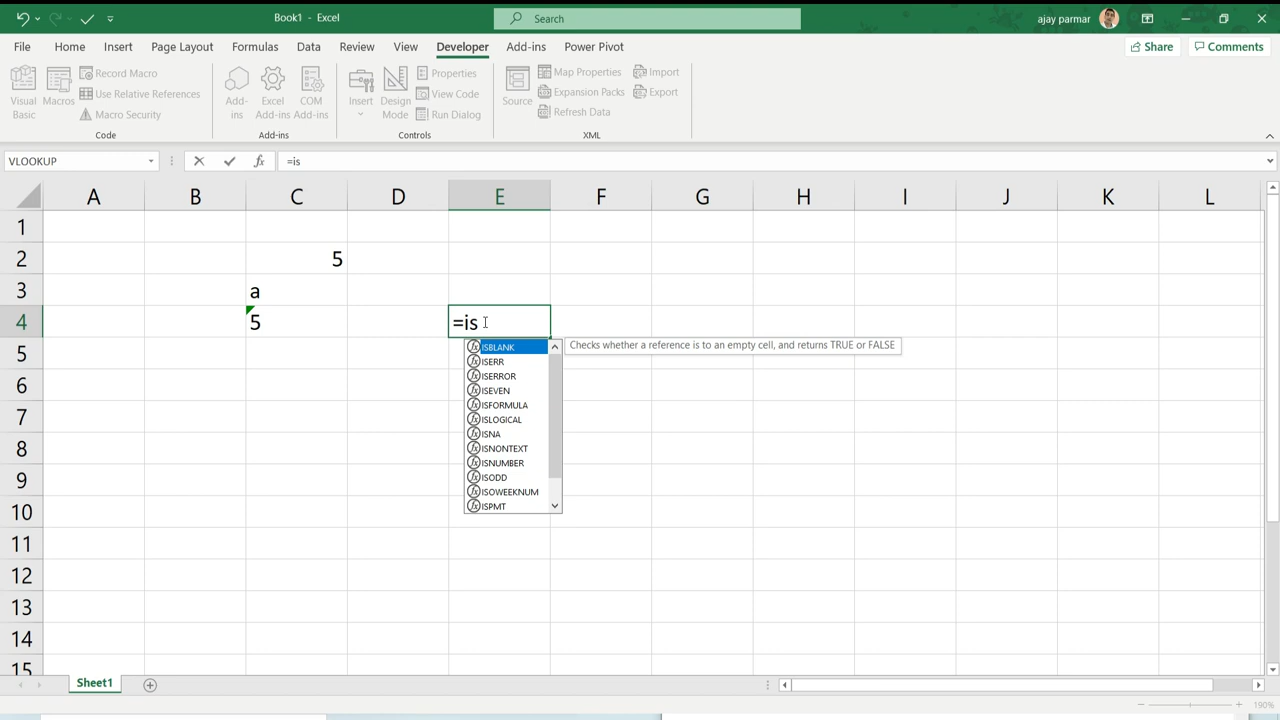 Book1 - Excel
Search
ajay parmar
File Home Insert Page Layout Formulas Data Review View Developer Add-ins Power Pivot
Share Comments
Visual Basic
Macros
Record Macro
Use Relative References
Macro Security
Code
Add-ins
Excel Add-ins
COM Add-ins
Add-ins
Insert
Design Mode
Properties
View Code
Run Dialog
Controls
Source
Map Properties
Expansion Packs
Refresh Data
Import
Export
XML
VLOOKUP
fx
=is
A B C D E F G H I J K L
1
2 5
3 a
4 5 =is
5
6
7
8
9
10
11
12
13
14
15
ISBLANK
ISERR
ISERROR
ISEVEN
ISFORMULA
ISLOGICAL
ISNA
ISNONTEXT
ISNUMBER
ISODD
ISOWEEKNUM
ISPMT
Checks whether a reference is to an empty cell, and returns TRUE or FALSE
Sheet1
190%